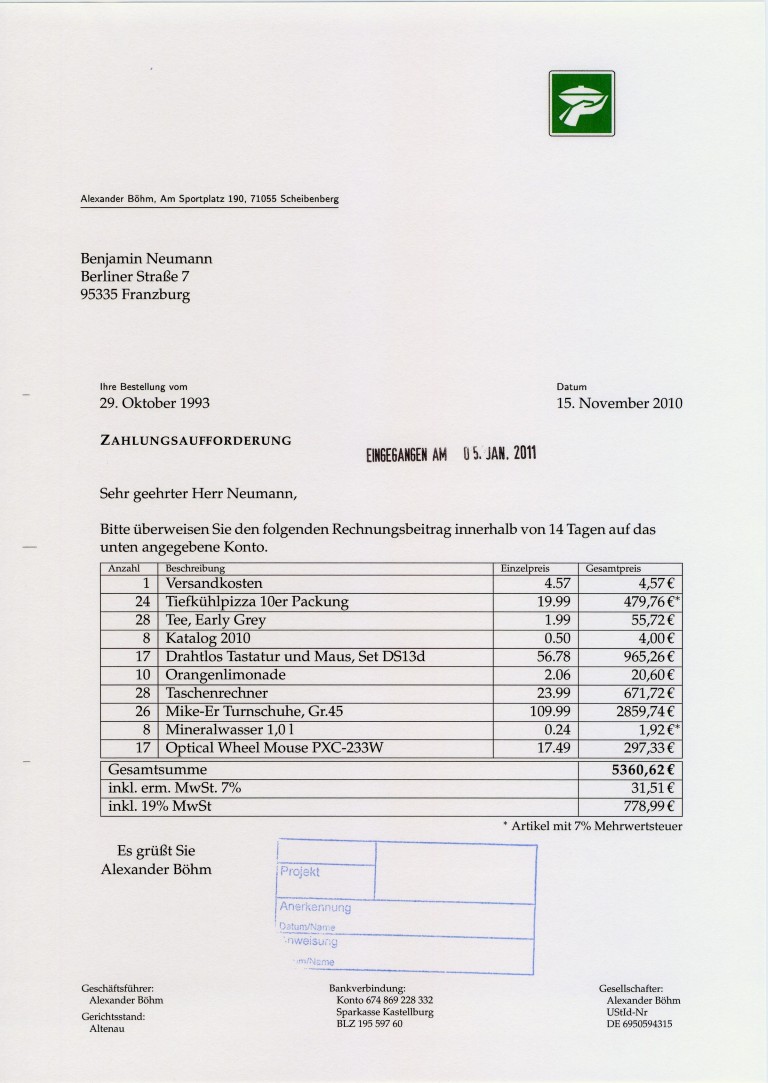 Alexander Böhm, Am Sportplatz 190, 71055 Scheibenberg
Benjamin Neumann
Berliner Straße 7
95335 Franzburg
Ihre Bestellung vom Datum
29. Oktober 1993 15. November 2010
ZAHLUNGSAUFFORDERUNG
EINGEGANGEN AM 05. JAN. 2011
Sehr geehrter Herr Neumann,
Bitte überweisen Sie den folgenden Rechnungsbeitrag innerhalb von 14 Tagen auf das
unten angegebene Konto.
Anzahl Beschreibung Einzelpreis Gesamtpreis
1 Versandkosten 4.57 4,57 €
24 Tiefkühlpizza 10er Packung 19.99 479,76 €*
28 Tee, Early Grey 1.99 55,72 €
8 Katalog 2010 0.50 4,00 €
17 Drahtlos Tastatur und Maus, Set DS13d 56.78 965,26 €
10 Orangenlimonade 2.06 20,60 €
28 Taschenrechner 23.99 671,72 €
26 Mike-Er Turnschuhe, Gr.45 109.99 2859,74 €
8 Mineralwasser 1,0 l 0.24 1,92 €*
17 Optical Wheel Mouse PXC-233W 17.49 297,33 €
Gesamtsumme 5360,62 €
inkl. erm. MwSt. 7% 31,51 €
inkl. 19% MwSt 778,99 €
* Artikel mit 7% Mehrwertsteuer
Es grüßt Sie
Alexander Böhm
Projekt
Anerkennung
Datum/Name
nweisung
m/Name
Geschäftsführer:
Alexander Böhm
Gerichtsstand:
Altenau
Bankverbindung:
Konto 674 869 228 332
Sparkasse Kastellburg
BLZ 195 597 60
Gesellschafter:
Alexander Böhm
UStId-Nr
DE 6950594315